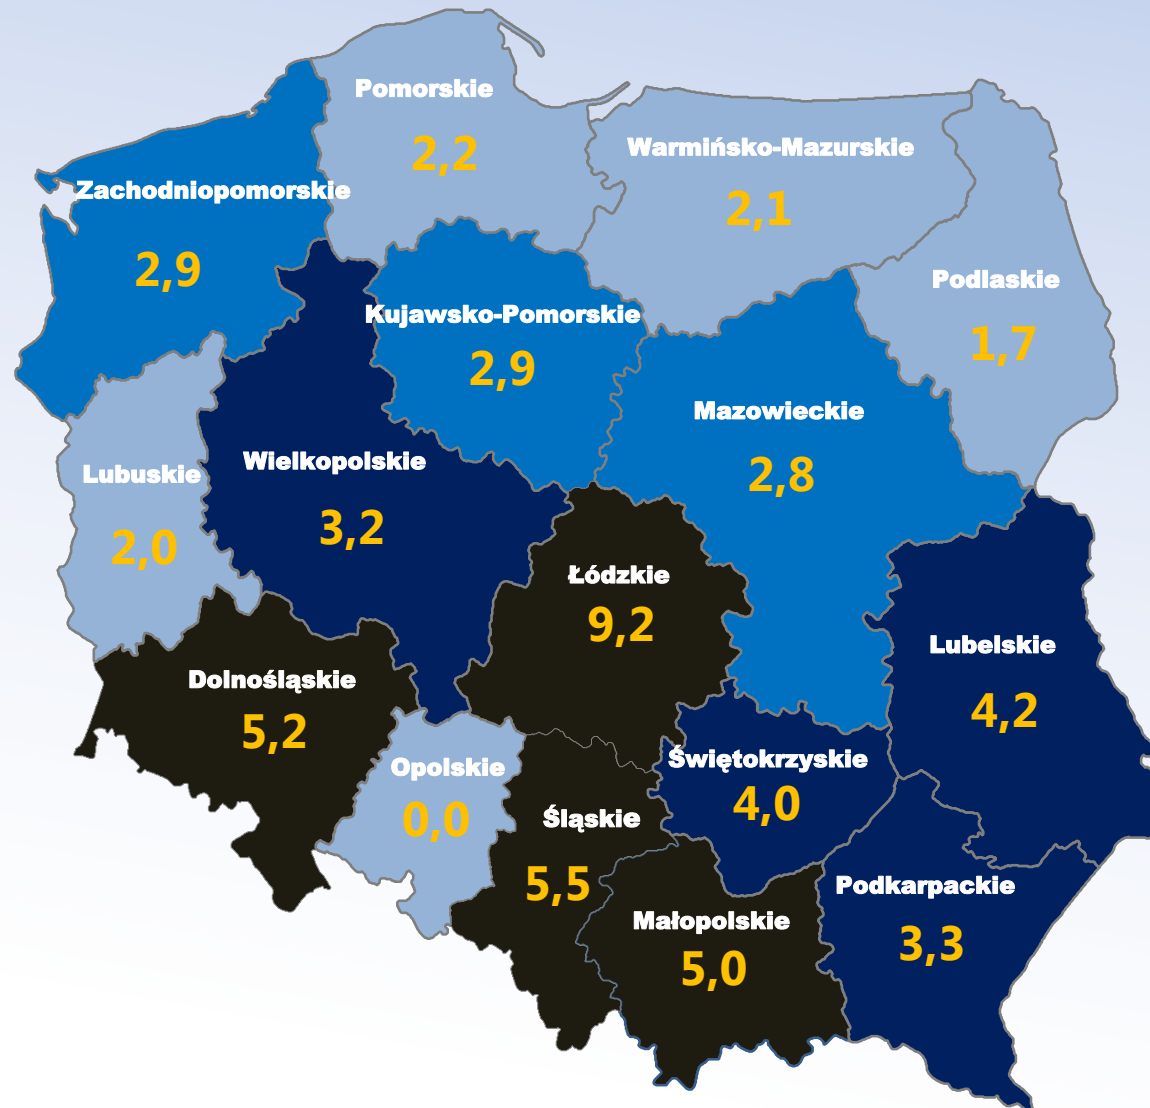 Pomorskie
2,2
Warmińsko-Mazurskie
2,1
Zachodniopomorskie
2,9
Podlaskie
1,7
Kujawsko-Pomorskie
2,9
Mazowieckie
2,8
Lubuskie
2,0
Wielkopolskie
3,2
Łódzkie
9,2
Lubelskie
4,2
Dolnośląskie
5,2
Opolskie
0,0
Śląskie
5,5
Świętokrzyskie
4,0
Małopolskie
5,0
Podkarpackie
3,3